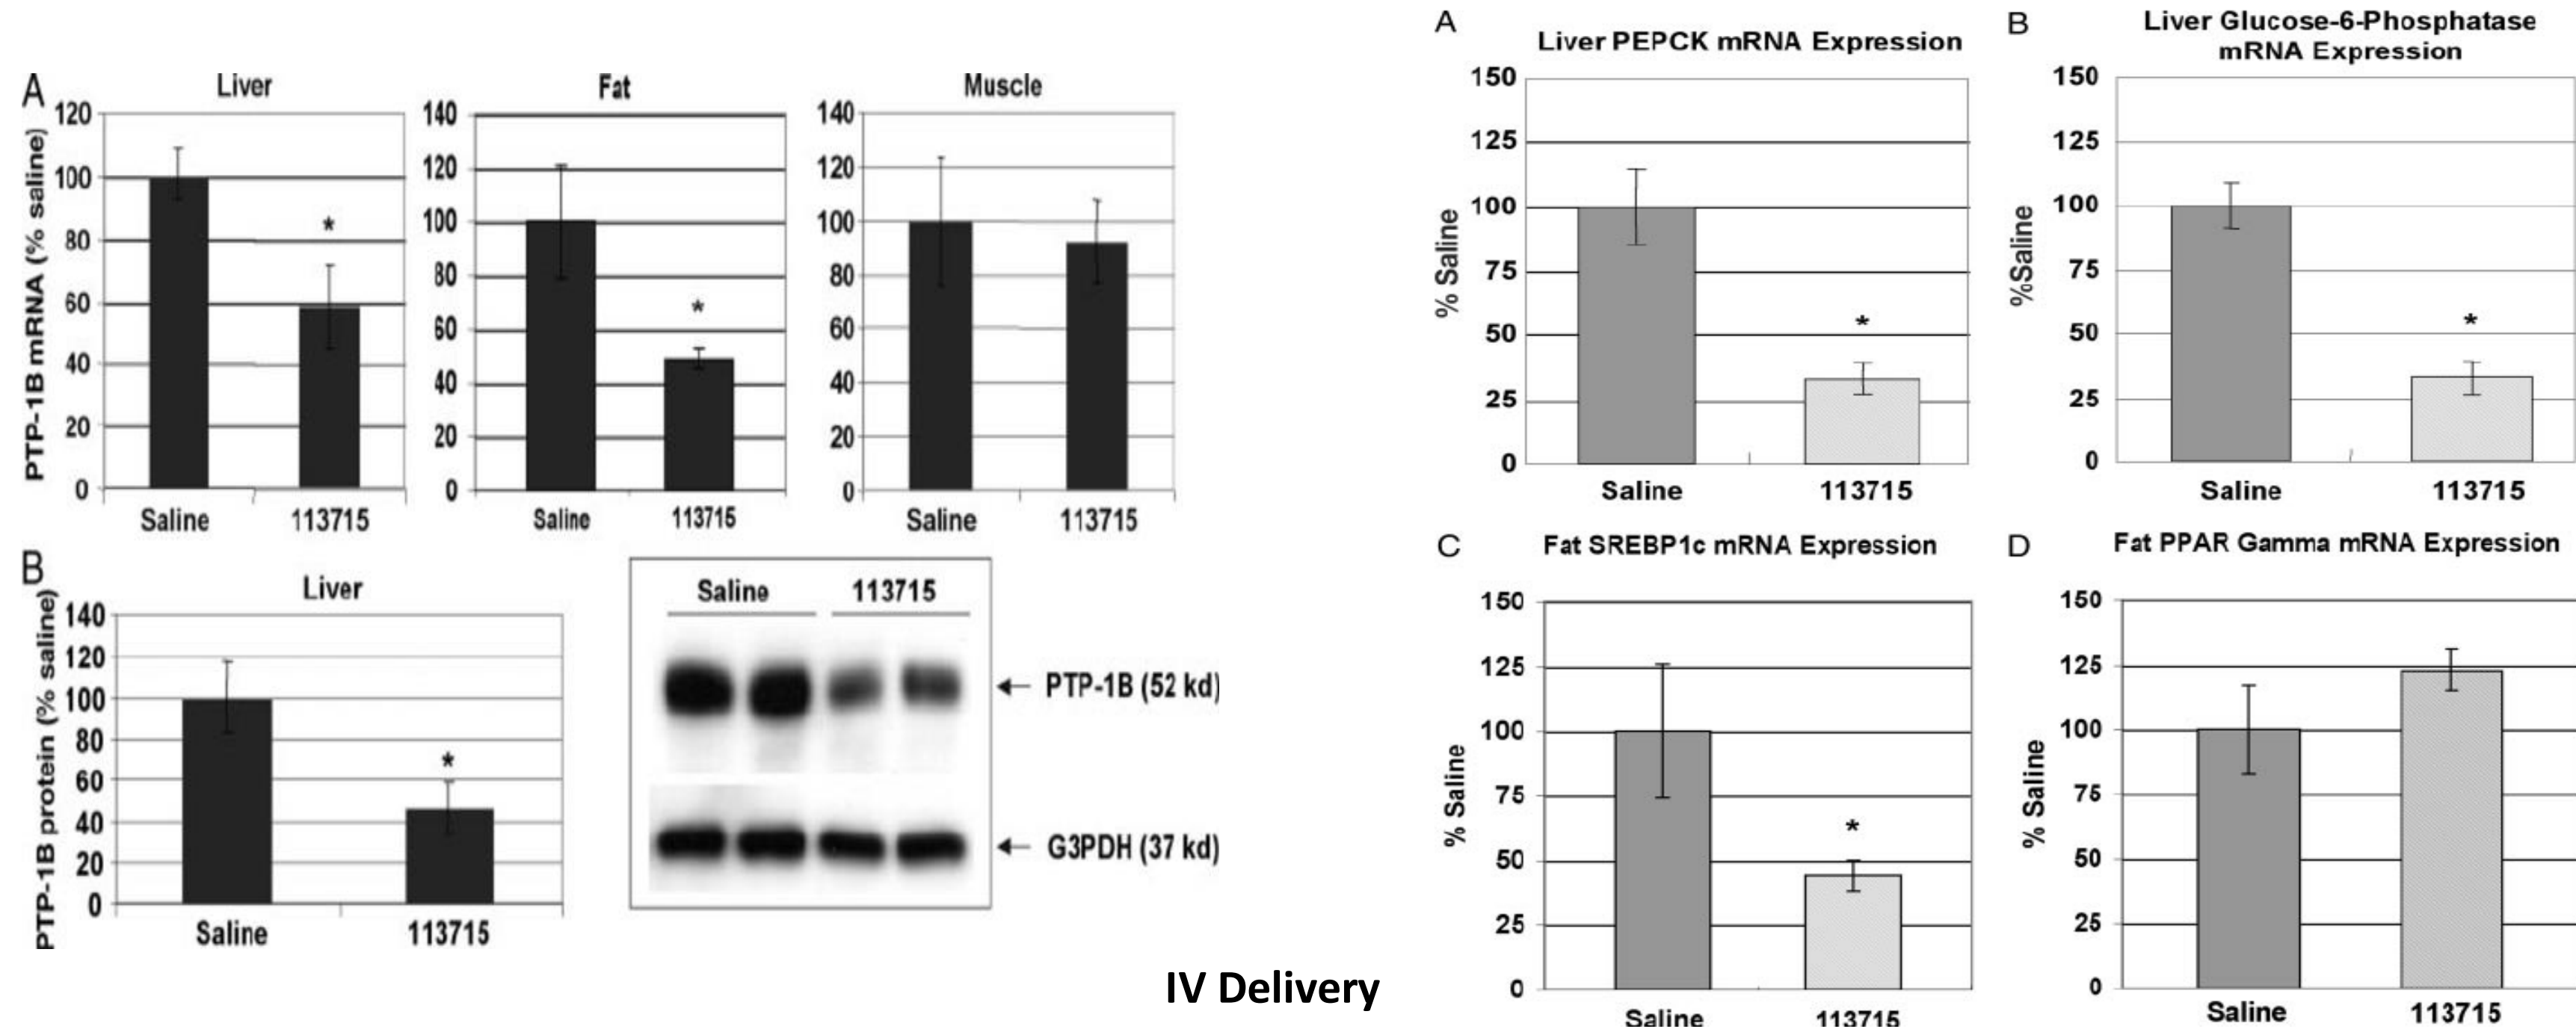 A
Liver
PTP-1B mRNA (% saline)
120
100
80
60
40
20
0
*
Saline 113715
Fat
140
120
100
80
60
40
20
0
*
Saline 113715
Muscle
140
120
100
80
60
40
20
0
Saline 113715
B
Liver
PTP-1B protein (% saline)
140
120
100
80
60
40
20
0
*
Saline 113715
Saline 113715
PTP-1B (52 kd)
G3PDH (37 kd)
IV Delivery
A
Liver PEPCK mRNA Expression
% Saline
150
125
100
75
50
25
0
*
Saline 113715
B
Liver Glucose-6-Phosphatase
mRNA Expression
%Saline
150
125
100
75
50
25
0
*
Saline 113715
C
Fat SREBP1c mRNA Expression
% Saline
150
125
100
75
50
25
0
*
Saline 113715
D
Fat PPAR Gamma mRNA Expression
% Saline
150
125
100
75
50
25
0
Saline 113715